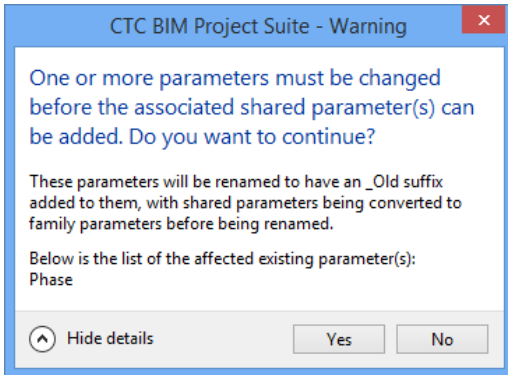 CTC BIM Project Suite - Warning
One or more parameters must be changed
before the associated shared parameter(s) can
be added. Do you want to continue?
These parameters will be renamed to have an _Old suffix
added to them, with shared parameters being converted to
family parameters before being renamed.
Below is the list of the affected existing parameter(s):
Phase
Hide details Yes No